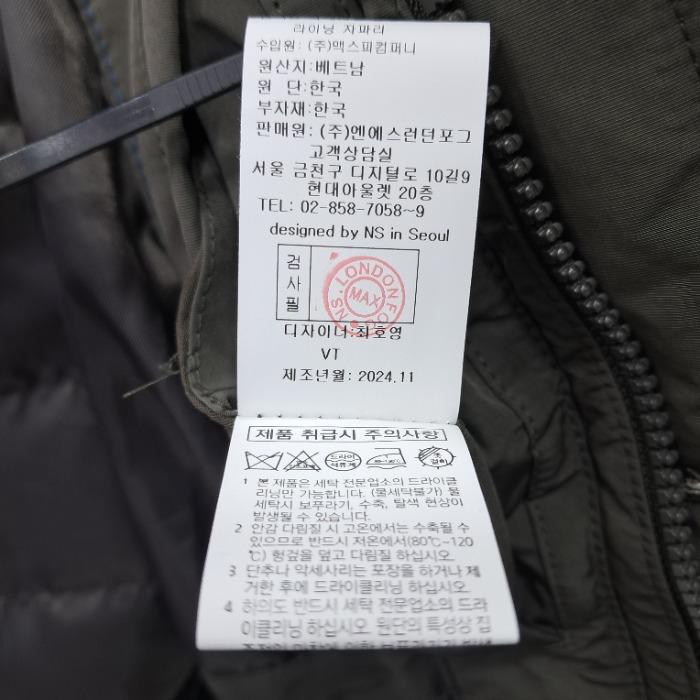 라이닝 자파리
수입원: (주)맥스피컴퍼니
원산지:베트남
원 단:한국
부자재:한국
판매원: (주)엔에스런던포그
고객상담실
서울 금천구 디지털로 10길9
현대아울렛 20층
TEL: 02-858-7058~9
designed by NS in Seoul
검사필
NS. LONDONFOG
MAX
디자이너:최호영
VT
제조년월: 2024.11
제품 취급시 주의사항
드라이
석유계
80~120℃
1 본 제품은 세탁 전문업소의 드라이클
리닝만 가능합니다. (물세탁불가) 물
세탁시 보푸라기, 수축, 탈색 현상이
발생될 수 있습니다.
2 안감 다림질 시 고온에서는 수축될 수
있으므로 반드시 저온에서(80℃~120
℃) 헝겊을 덮고 다림질 하십시오.
3 단추나 악세사리는 포장을 하거나 제
거한 후에 드라이클리닝 하십시오.
4 하의도 반드시 세탁 전문업소의 드라
이클리닝 하십시오. 원단의 특성상 집